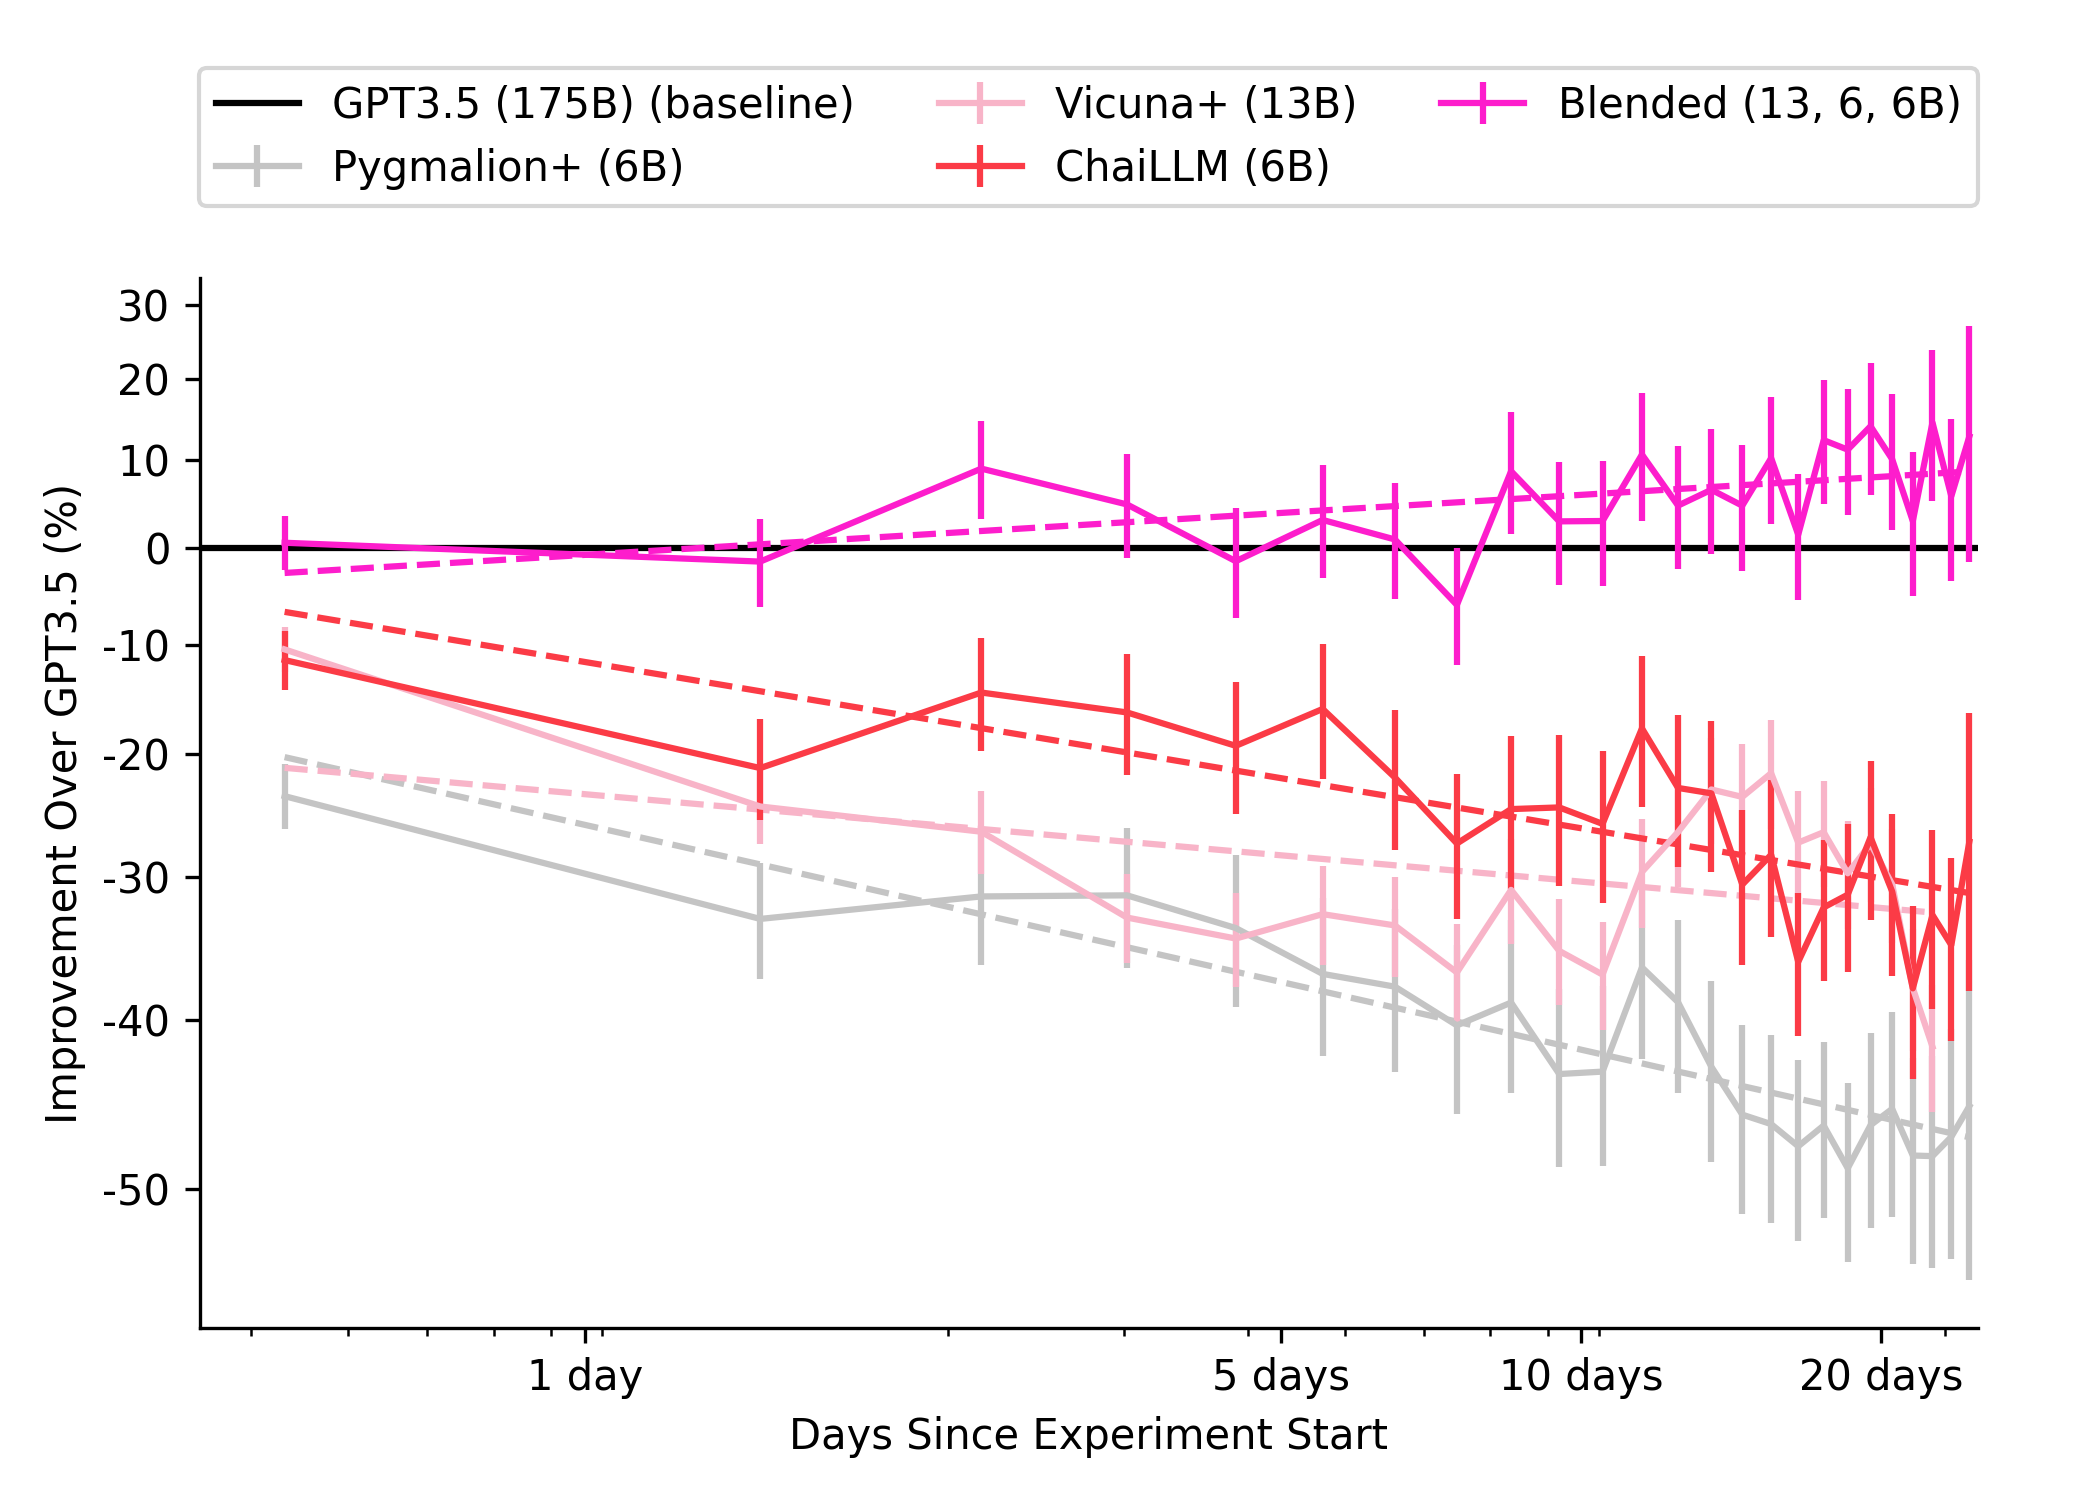 GPT3.5 (175B) (baseline)
Pygmalion+ (6B)
Vicuna+ (13B)
ChaiLLM (6B)
Blended (13, 6, 6B)
Improvement Over GPT3.5 (%)
30
20
10
0
-10
-20
-30
-40
-50
1 day
5 days
10 days
20 days
Days Since Experiment Start